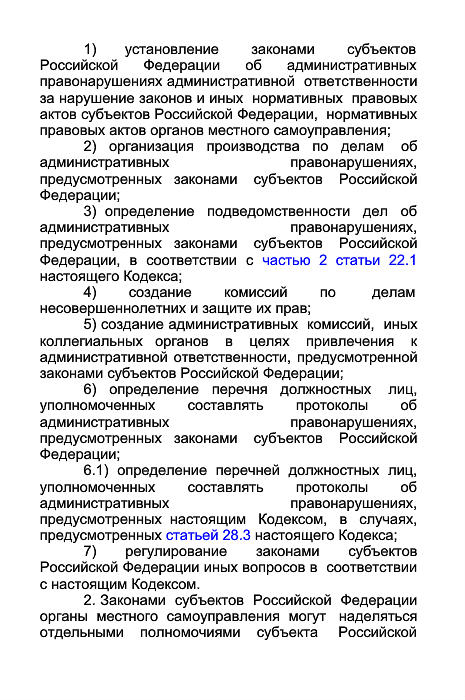 1) установление законами субъектов
Российской Федерации об административных
правонарушениях административной ответственности
за нарушение законов и иных нормативных правовых
актов субъектов Российской Федерации, нормативных
правовых актов органов местного самоуправления;
2) организация производства по делам об
административных правонарушениях,
предусмотренных законами субъектов Российской
Федерации;
3) определение подведомственности дел об
административных правонарушениях,
предусмотренных законами субъектов Российской
Федерации, в соответствии с частью 2 статьи 22.1
настоящего Кодекса;
4) создание комиссий по делам
несовершеннолетних и защите их прав;
5) создание административных комиссий, иных
коллегиальных органов в целях привлечения к
административной ответственности, предусмотренной
законами субъектов Российской Федерации;
6) определение перечня должностных лиц,
уполномоченных составлять протоколы об
административных правонарушениях,
предусмотренных законами субъектов Российской
Федерации;
6.1) определение перечней должностных лиц,
уполномоченных составлять протоколы об
административных правонарушениях,
предусмотренных настоящим Кодексом, в случаях,
предусмотренных статьей 28.3 настоящего Кодекса;
7) регулирование законами субъектов
Российской Федерации иных вопросов в соответствии
с настоящим Кодексом.
2. Законами субъектов Российской Федерации
органы местного самоуправления могут наделяться
отдельными полномочиями субъекта Российской